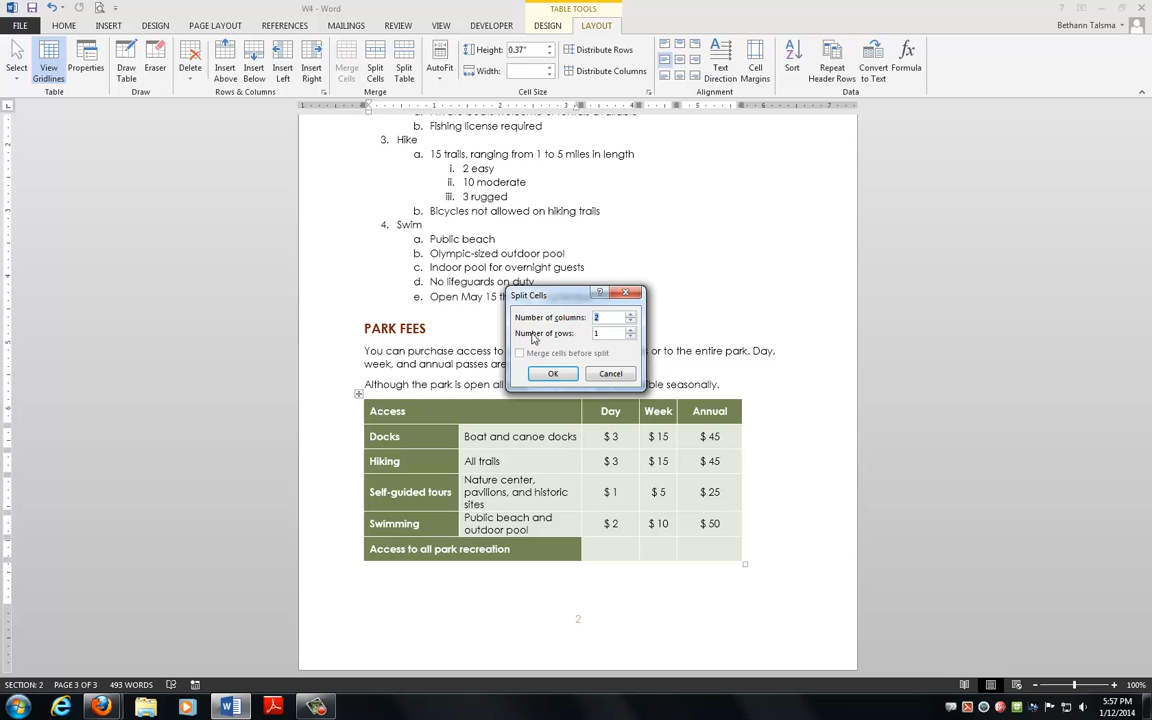 W4 - Word
TABLE TOOLS
FILE HOME INSERT DESIGN PAGE LAYOUT REFERENCES MAILINGS REVIEW VIEW DEVELOPER DESIGN LAYOUT Bethann Talsma
Select View Gridlines Properties Draw Table Eraser Delete Insert Above Insert Below Insert Left Insert Right Merge Cells Split Cells Split Table AutoFit Height: 0.37" Width: Distribute Rows Distribute Columns Text Direction Cell Margins Sort Repeat Header Rows Convert to Text Formula
Table Draw Rows & Columns Merge Cell Size Alignment Data
b. Fishing license required
3. Hike
a. 15 trails, ranging from 1 to 5 miles in length
i. 2 easy
ii. 10 moderate
iii. 3 rugged
b. Bicycles not allowed on hiking trails
4. Swim
a. Public beach
b. Olympic-sized outdoor pool
c. Indoor pool for overnight guests
d. No lifeguards on duty
e. Open May 15
Split Cells
Number of columns: 2
Number of rows: 1
Merge cells before split
OK Cancel
PARK FEES
You can purchase access to or to the entire park. Day,
week, and annual passes are
Although the park is open all seasonally.
Access Day Week Annual
Docks Boat and canoe docks $ 3 $ 15 $ 45
Hiking All trails $ 3 $ 15 $ 45
Self-guided tours Nature center, pavilions, and historic sites $ 1 $ 5 $ 25
Swimming Public beach and outdoor pool $ 2 $ 10 $ 50
Access to all park recreation
2
SECTION: 2 PAGE 3 OF 3 493 WORDS 100%
5:57 PM
1/12/2014